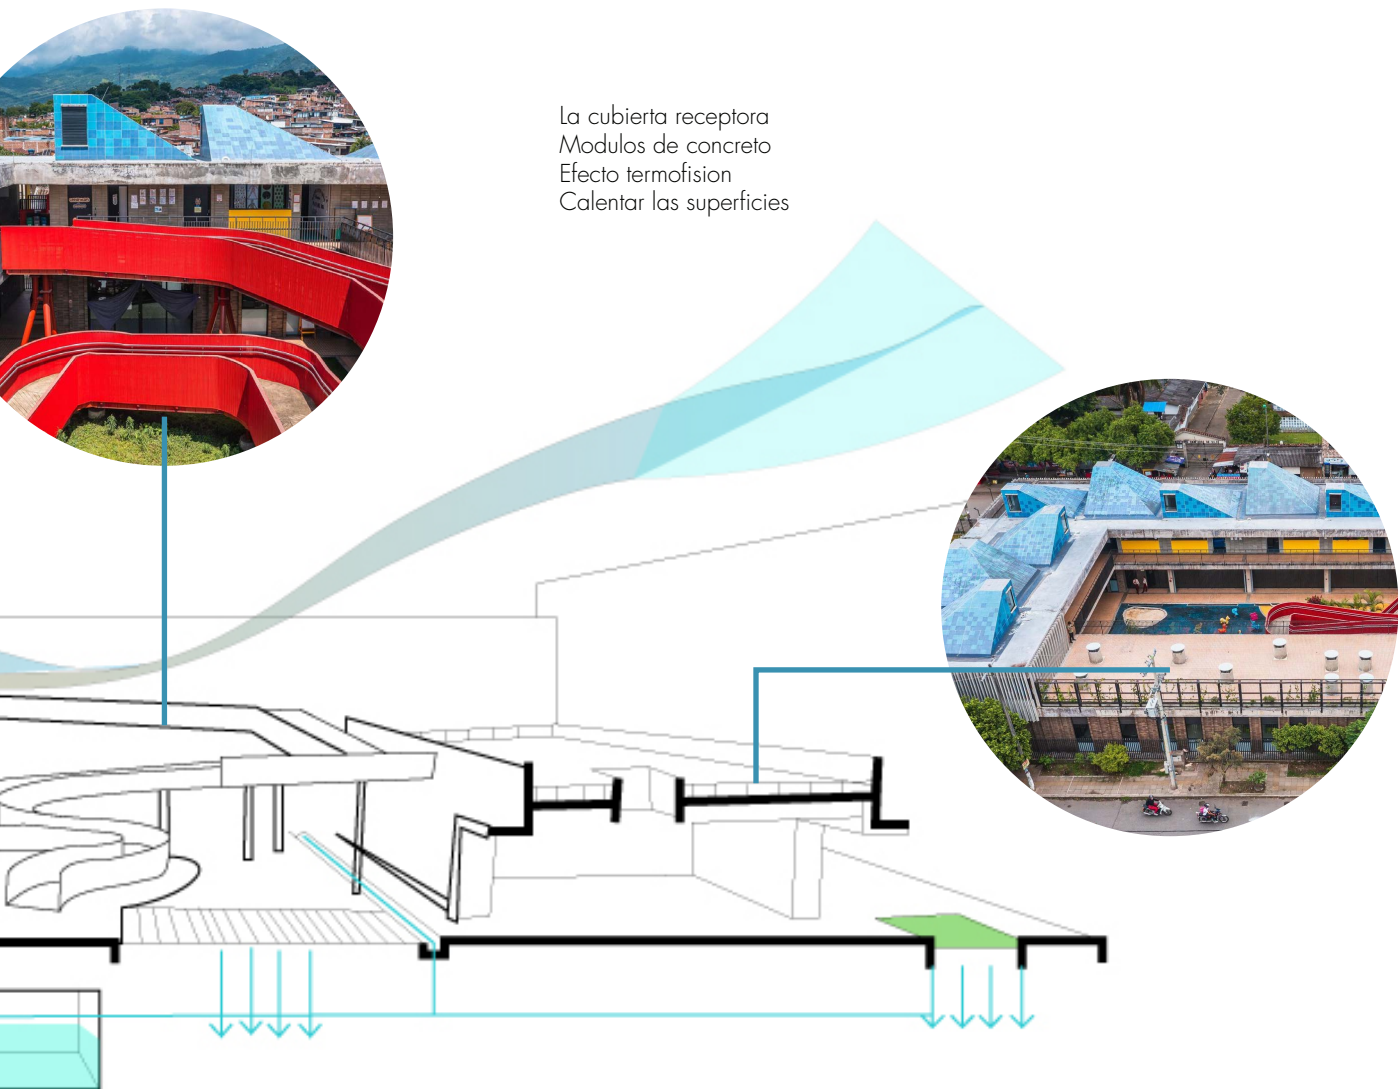 La cubierta receptora
Modulos de concreto
Efecto termofision
Calentar las superficies